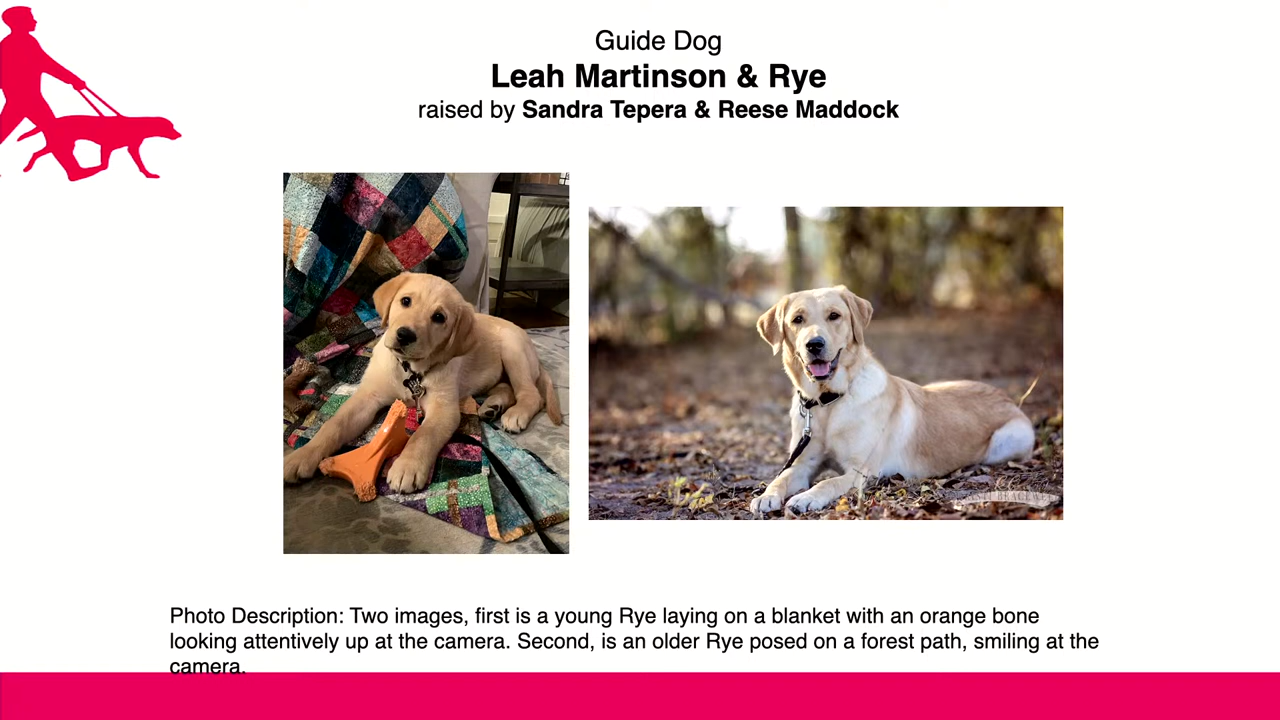 Guide Dog
Leah Martinson & Rye
raised by Sandra Tepera & Reese Maddock
Photo Description: Two images, first is a young Rye laying on a blanket with an orange bone
looking attentively up at the camera. Second, is an older Rye posed on a forest path, smiling at the
camera.